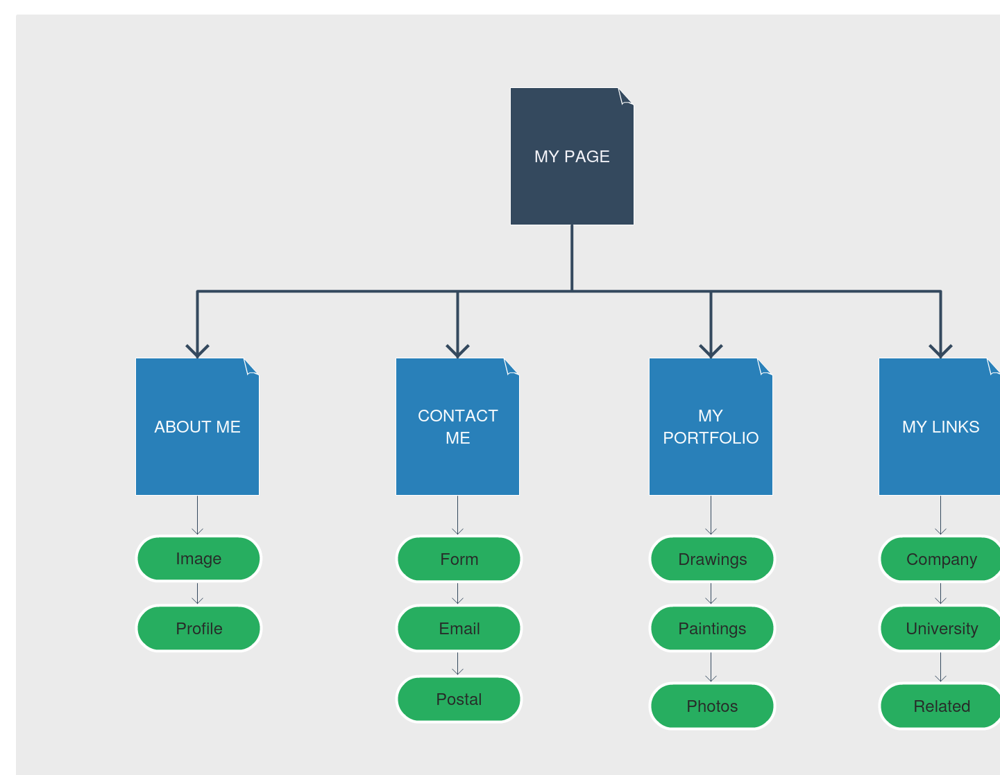 MY PAGE
ABOUT ME
CONTACT
ME
MY
PORTFOLIO
MY LINKS
Image
Form
Drawings
Company
Profile
Email
Paintings
University
Postal
Photos
Related